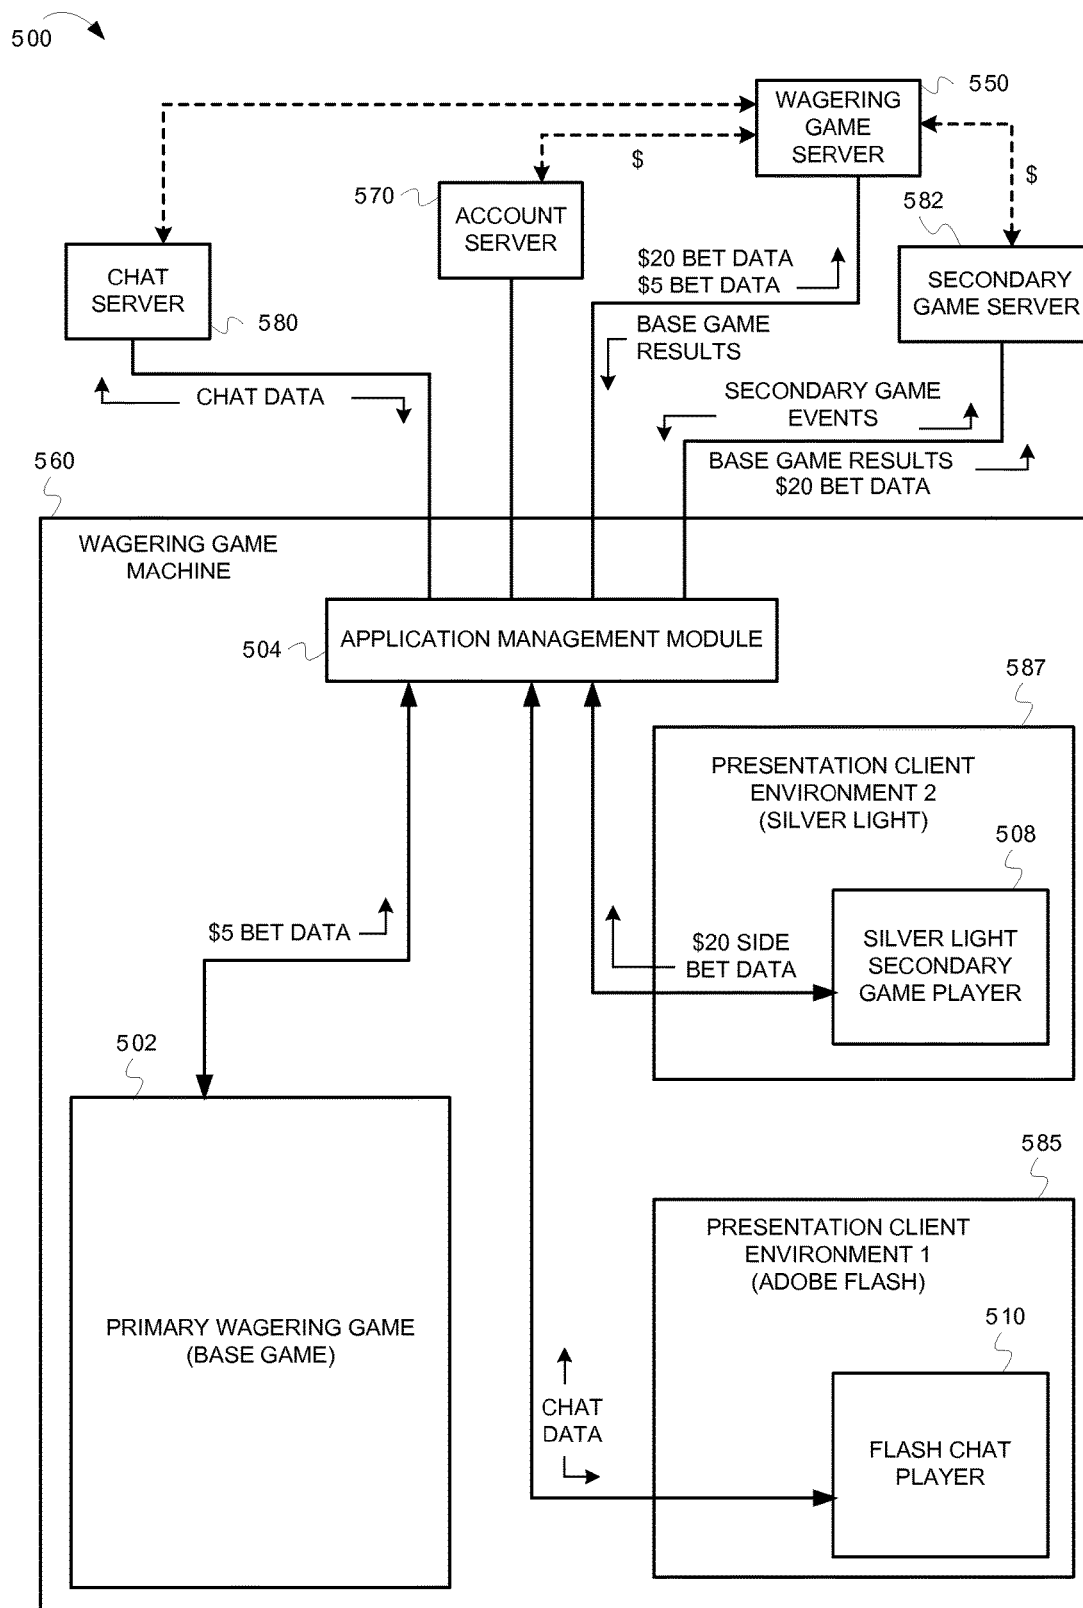 500
550
WAGERING
GAME
SERVER
$
$
570
ACCOUNT
SERVER
582
SECONDARY
GAME SERVER
CHAT
SERVER
580
$20 BET DATA
$5 BET DATA
BASE GAME
RESULTS
CHAT DATA
SECONDARY GAME
EVENTS
BASE GAME RESULTS
$20 BET DATA
560
WAGERING GAME
MACHINE
504
APPLICATION MANAGEMENT MODULE
587
PRESENTATION CLIENT
ENVIRONMENT 2
(SILVER LIGHT)
508
SILVER LIGHT
SECONDARY
GAME PLAYER
$5 BET DATA
$20 SIDE
BET DATA
502
PRIMARY WAGERING GAME
(BASE GAME)
585
PRESENTATION CLIENT
ENVIRONMENT 1
(ADOBE FLASH)
510
FLASH CHAT
PLAYER
CHAT
DATA